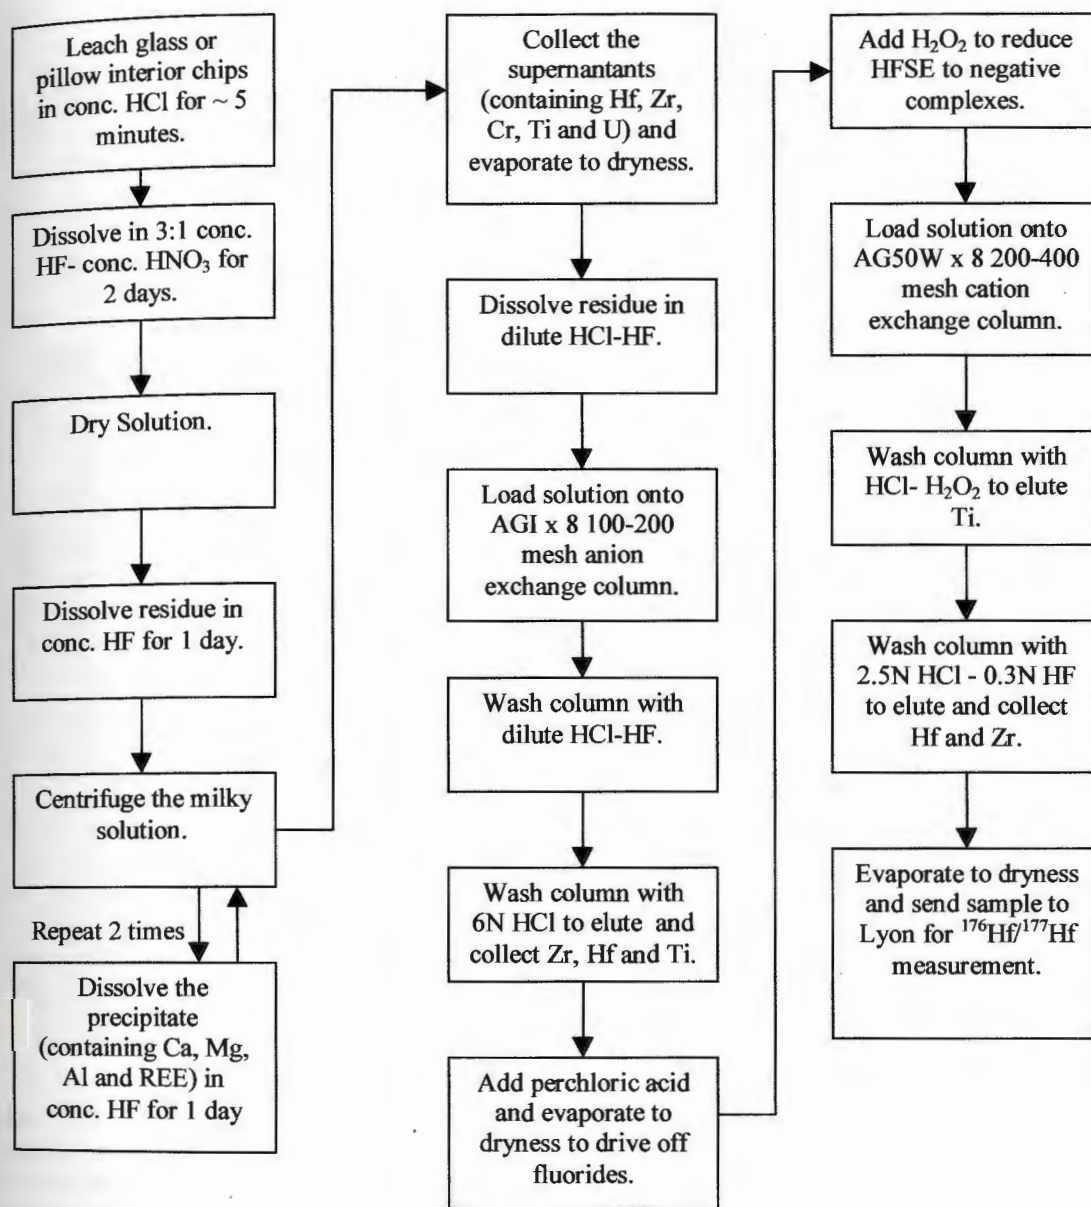 Leach glass or
pillow interior chips
in conc. HCl for ~ 5
minutes.
Dissolve in 3:1 conc.
HF- conc. HNO₃ for
2 days.
Dry Solution.
Dissolve residue in
conc. HF for 1 day.
Centrifuge the milky
solution.
Repeat 2 times
Dissolve the
precipitate
(containing Ca, Mg,
Al and REE) in
conc. HF for 1 day
Collect the
supernantants
(containing Hf, Zr,
Cr, Ti and U) and
evaporate to dryness.
Dissolve residue in
dilute HCl-HF.
Load solution onto
AGI x 8 100-200
mesh anion
exchange column.
Wash column with
dilute HCl-HF.
Wash column with
6N HCl to elute and
collect Zr, Hf and Ti.
Add perchloric acid
and evaporate to
dryness to drive off
fluorides.
Add H₂O₂ to reduce
HFSE to negative
complexes.
Load solution onto
AG50W x 8 200-400
mesh cation
exchange column.
Wash column with
HCl- H₂O₂ to elute
Ti.
Wash column with
2.5N HCl - 0.3N HF
to elute and collect
Hf and Zr.
Evaporate to dryness
and send sample to
Lyon for ¹⁷⁶Hf/¹⁷⁷Hf
measurement.